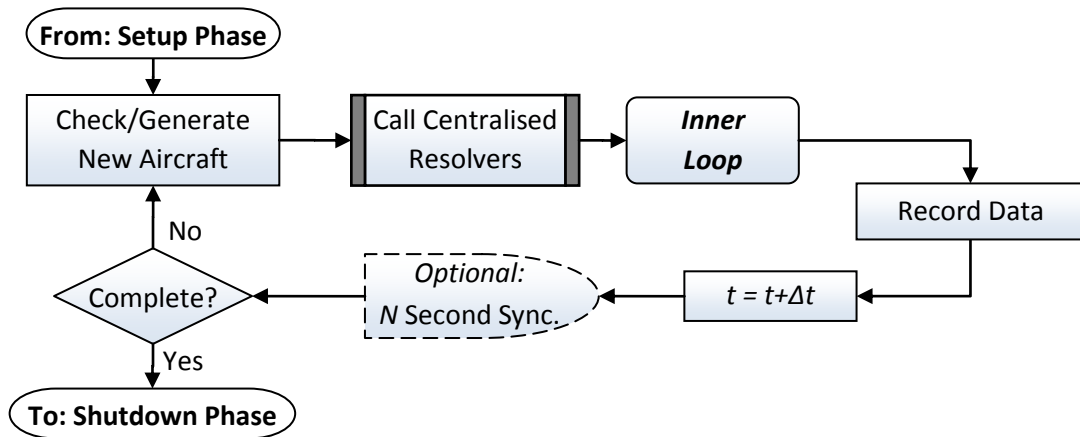 From: Setup Phase
Check/Generate
New Aircraft
Call Centralised
Resolvers
Inner
Loop
Record Data
t = t+Δt
Optional:
N Second Sync.
Complete?
No
Yes
To: Shutdown Phase